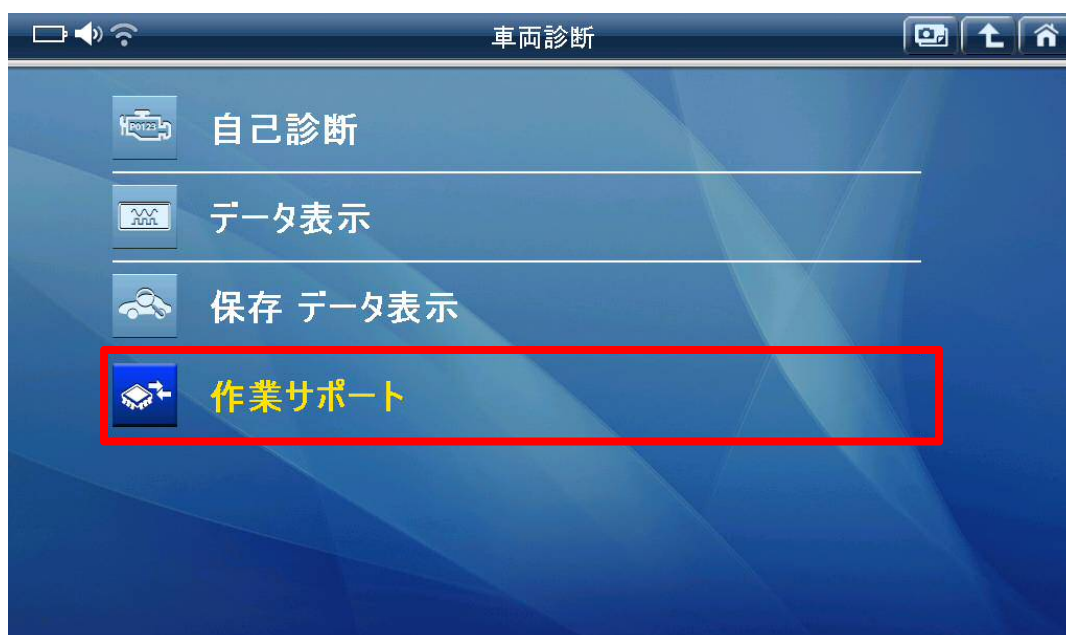 車両診断
P0123
自己診断
データ表示
保存 データ表示
作業サポート